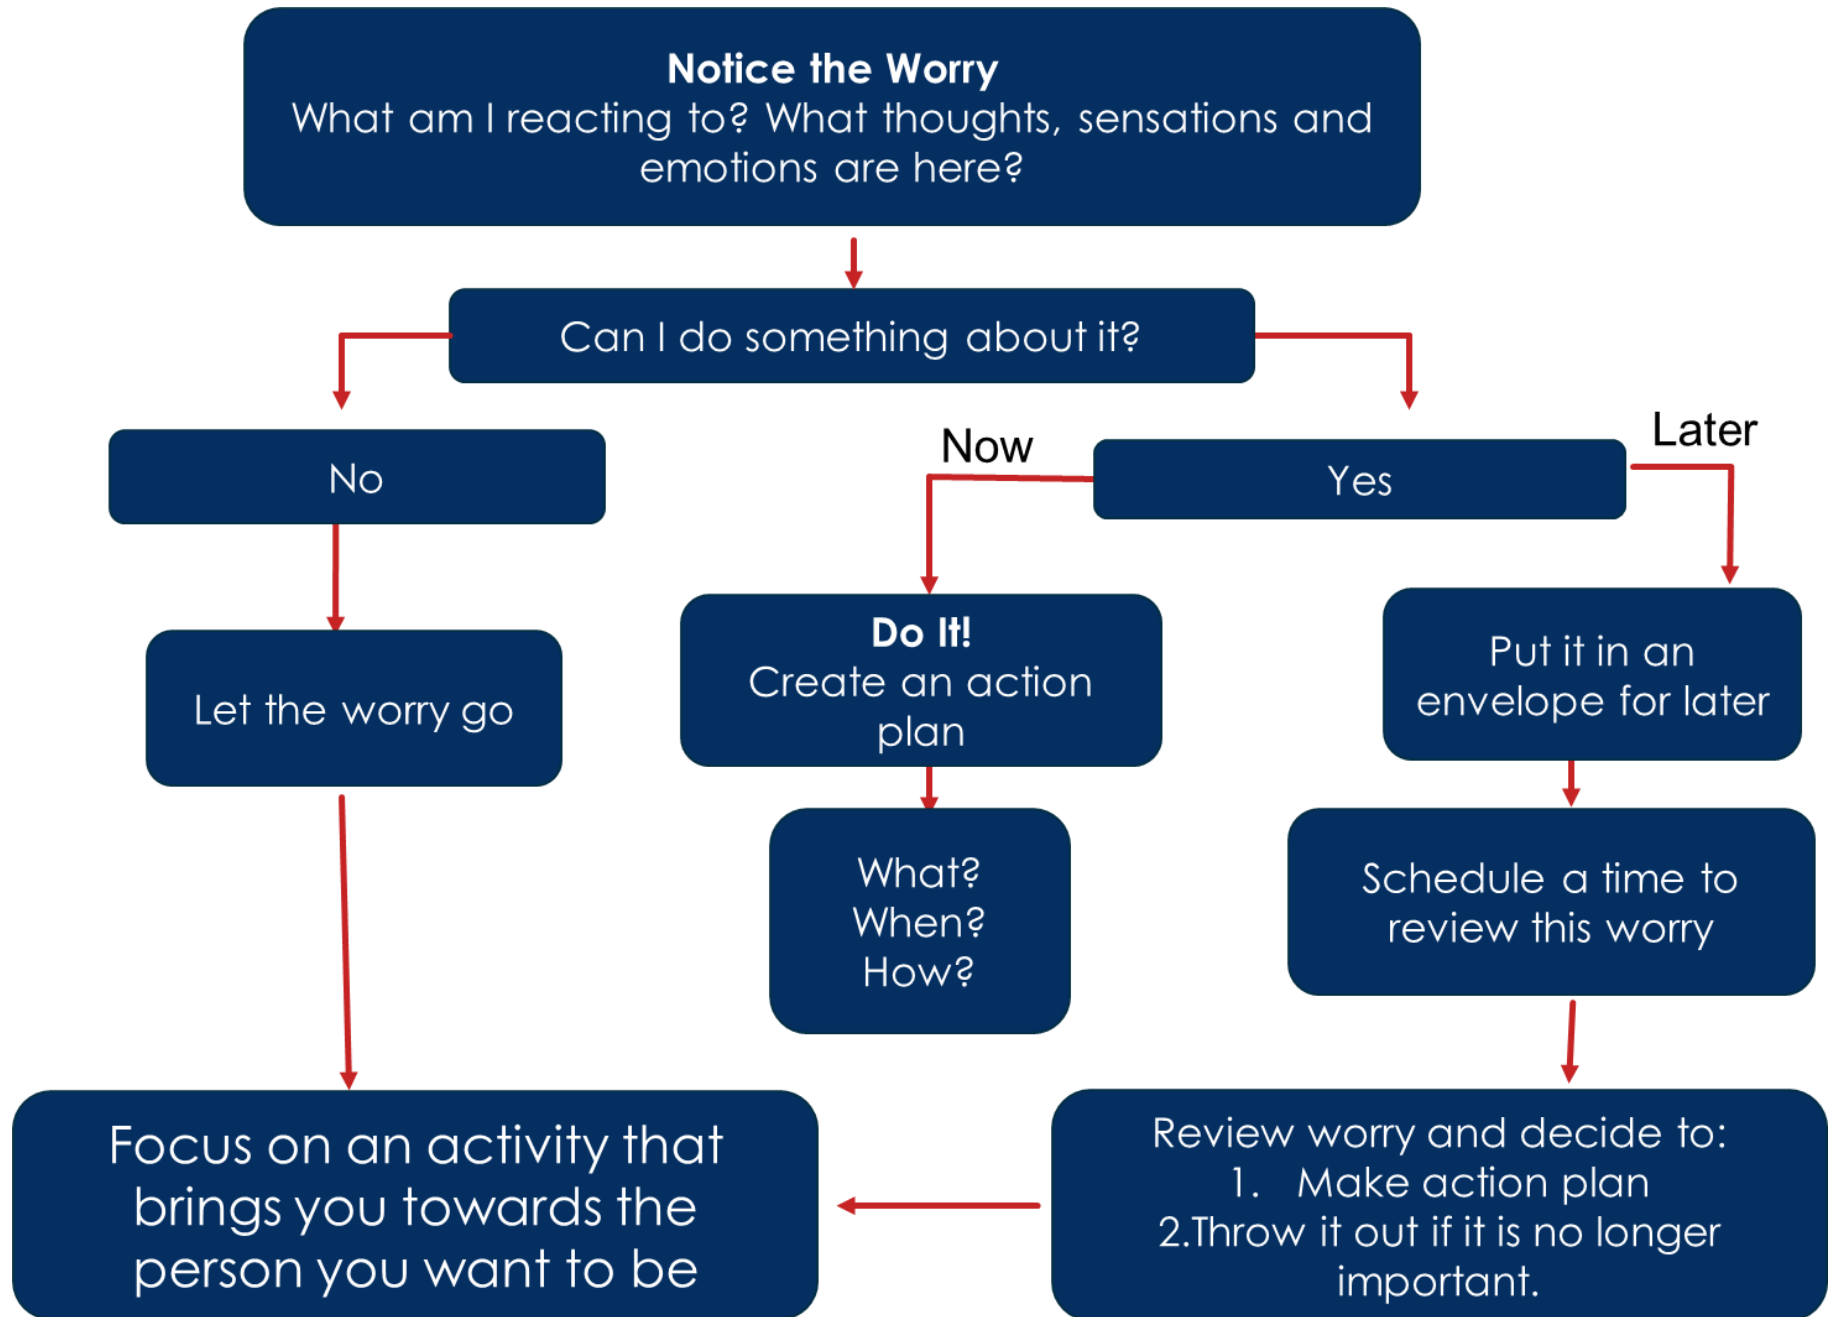 Notice the Worry
What am I reacting to? What thoughts, sensations and
emotions are here?
Can I do something about it?
No
Now
Yes
Later
Let the worry go
Do It!
Create an action
plan
Put it in an
envelope for later
What?
When?
How?
Schedule a time to
review this worry
Focus on an activity that
brings you towards the
person you want to be
Review worry and decide to:
1. Make action plan
2.Throw it out if it is no longer
important.